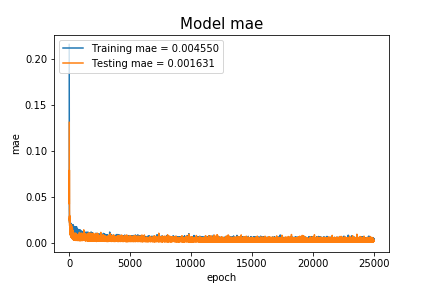 Model mae
Training mae = 0.004550
Testing mae = 0.001631
0.20
0.15
0.10
0.05
0.00
mae
0
5000
10000
15000
20000
25000
epoch